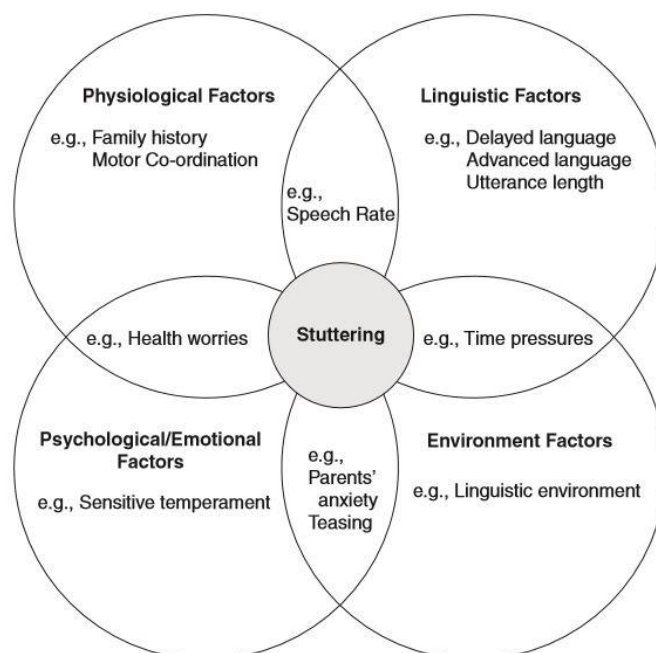 Physiological Factors
e.g., Family history
Motor Co-ordination
Linguistic Factors
e.g., Delayed language
Advanced language
Utterance length
e.g.,
Speech Rate
e.g., Health worries
Stuttering
e.g., Time pressures
Psychological/Emotional
Factors
e.g., Sensitive temperament
e.g.,
Parents’
anxiety
Teasing
Environment Factors
e.g., Linguistic environment